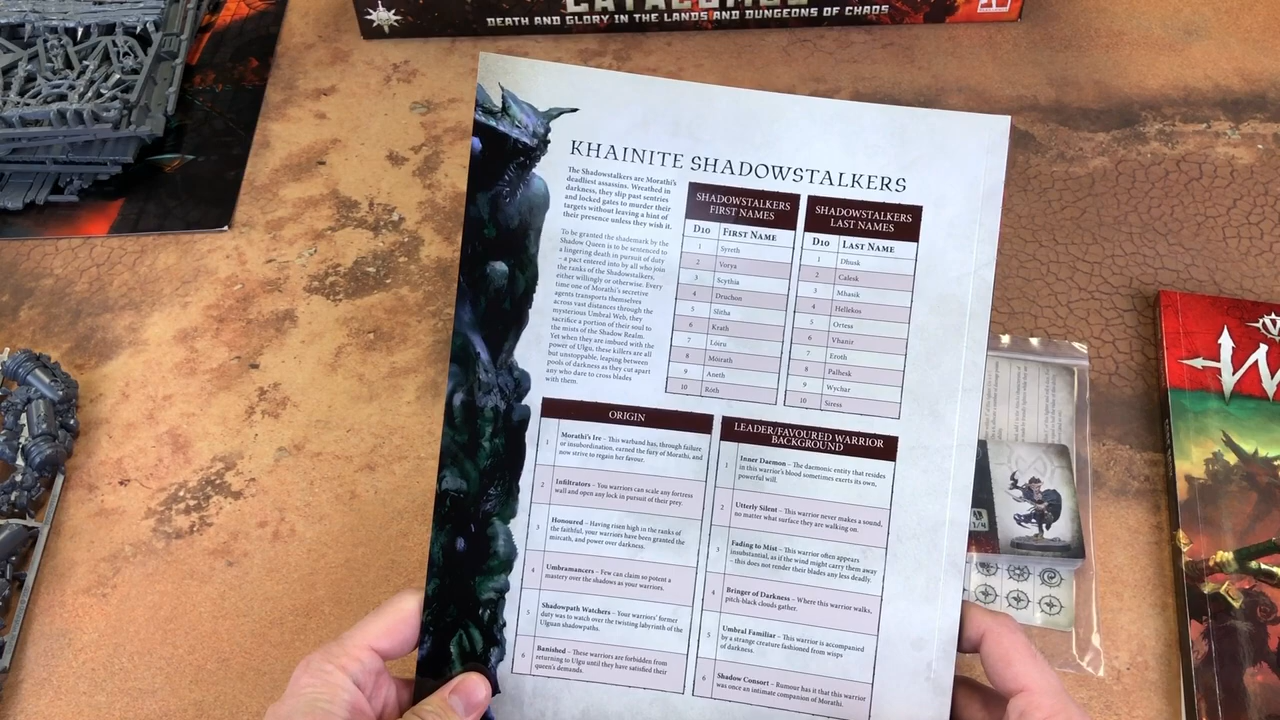 DEATH AND GLORY IN THE LANDS AND DUNGEONS OF CHAOS
KHAINITE SHADOWSTALKERS
The Shadowstalkers are Morathi's
deadliest assassins. Wreathed in
darkness, they slip past sentries
and locked gates to murder their
targets without leaving a hint of
their presence unless they wish it.
To be granted the shademark by the
Shadow Queen is to be sentenced to
a lingering death in pursuit of duty
– a pact entered into by all who join
the ranks of the Shadowstalkers,
either willingly or otherwise. Every
time one of Morathi's secretive
agents transports themselves
across vast distances through the
mysterious Umbral Web, they
sacrifice a portion of their soul to
the mists of the Shadow Realm.
Yet when they are imbued with the
power of Ulgu, these killers are all
but unstoppable, leaping between
pools of darkness as they cut apart
any who dare to cross blades
with them.
SHADOWSTALKERS
FIRST NAMES
D10 FIRST NAME
1 Syreth
2 Vorya
3 Scythia
4 Druchon
5 Slitha
6 Krath
7 Loiru
8 Moirath
9 Aneth
10 Roth
SHADOWSTALKERS
LAST NAMES
D10 LAST NAME
1 Dhusk
2 Calesk
3 Mhasik
4 Hellekos
5 Ortesa
6 Vhanir
7 Eroth
8 Palhesk
9 Wychar
10 Siress
ORIGIN
1 Morathi's Ire – This warband has, through failure
or insubordination, earned the fury of Morathi, and
now strive to regain her favour.
2 Infiltrators – You warriors can scale any fortress
wall and open any lock in pursuit of their prey.
3 Honoured – Having risen high in the ranks of
the faithful, your warriors have been granted the
mircath, and power over darkness.
4 Umbramancers – Few can claim so potent a
mastery over the shadows as your warriors.
5 Shadowpath Watchers – Your warriors' former
duty was to watch over the twisting labyrinth of the
Ulguan shadowpaths.
6 Banished – These warriors are forbidden from
returning to Ulgu until they have satisfied their
queen's demands.
LEADER/FAVOURED WARRIOR
BACKGROUND
1 Inner Daemon – The daemonic entity that resides
in this warrior's blood sometimes exerts its own,
powerful will.
2 Utterly Silent – This warrior never makes a sound,
no matter what surface they are walking on.
3 Fading to Mist – This warrior often appears
insubstantial, as if the wind might carry them away
– this does not render their blades any less deadly.
4 Bringer of Darkness – Where this warrior walks,
pitch-black clouds gather.
5 Umbral Familiar – This warrior is accompanied
by a strange creature fashioned from wisps
of darkness.
6 Shadow Consort – Rumour has it that this warrior
was once an intimate companion of Morathi.
1/4